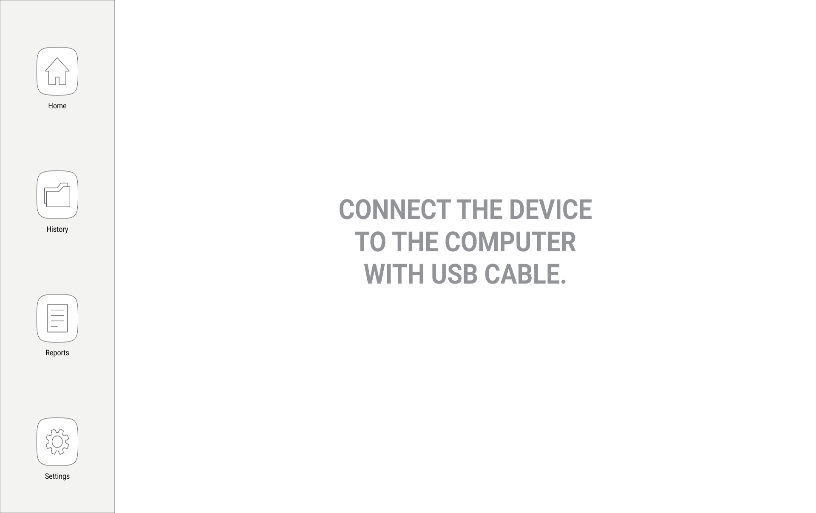 Home
History
Reports
Settings
CONNECT THE DEVICE
TO THE COMPUTER
WITH USB CABLE.